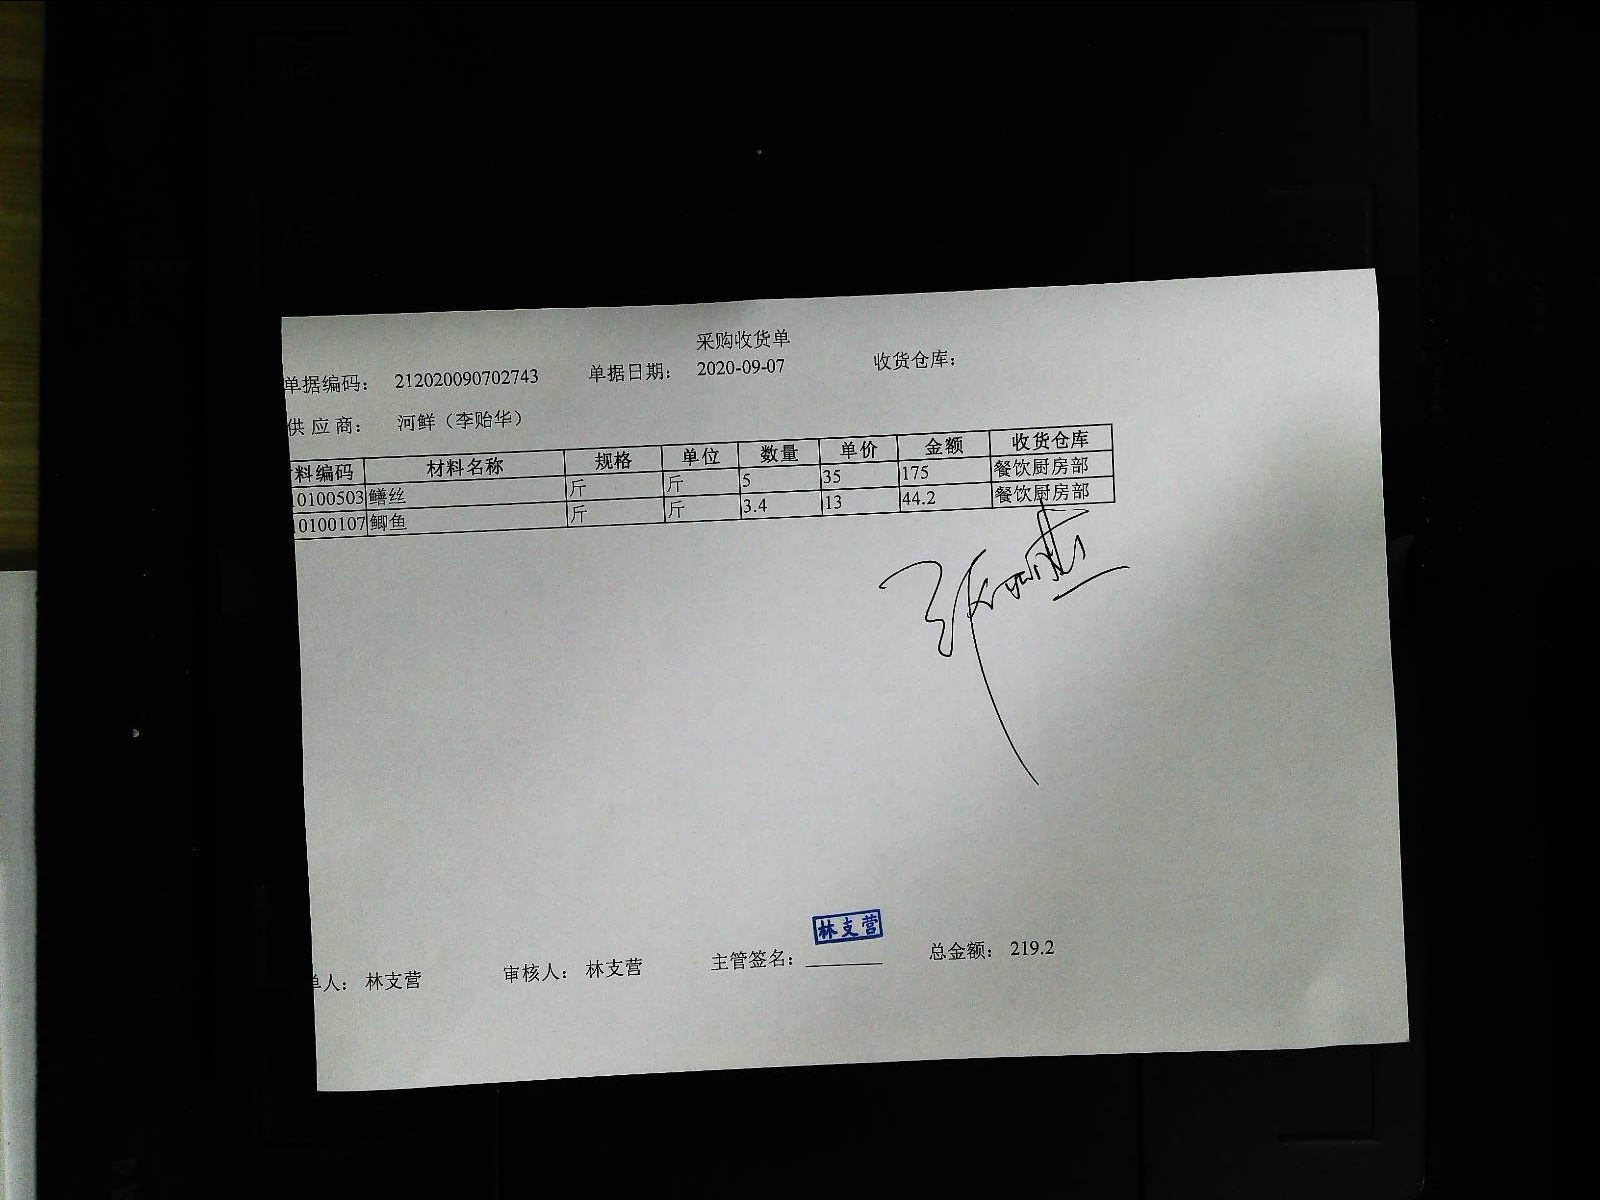 采购收货单
单据编码： 212020090702743 单据日期： 2020-09-07 收货仓库：
供 应 商： 河鲜（李贻华）
料编码 材料名称 规格 单位 数量 单价 金额 收货仓库
10100503 鳝丝 斤 斤 5 35 175 餐饮厨房部
10100107 鲫鱼 斤 斤 3.4 13 44.2 餐饮厨房部
林支营
单人： 林支营 审核人： 林支营 主管签名：________ 总金额： 219.2